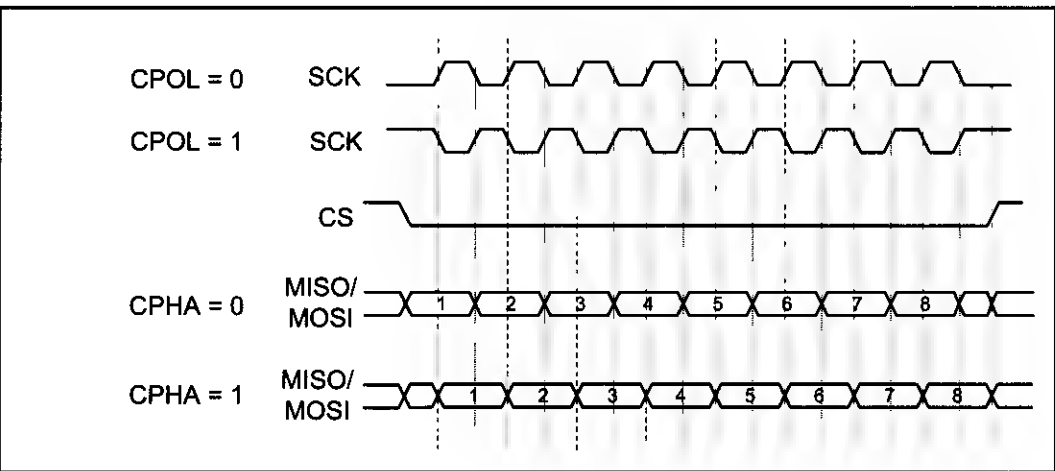 CPOL = 0 SCK
CPOL = 1 SCK
CS
CPHA = 0 MISO/ MOSI 1 2 3 4 5 6 7 8
CPHA = 1 MISO/ MOSI 1 2 3 4 5 6 7 8